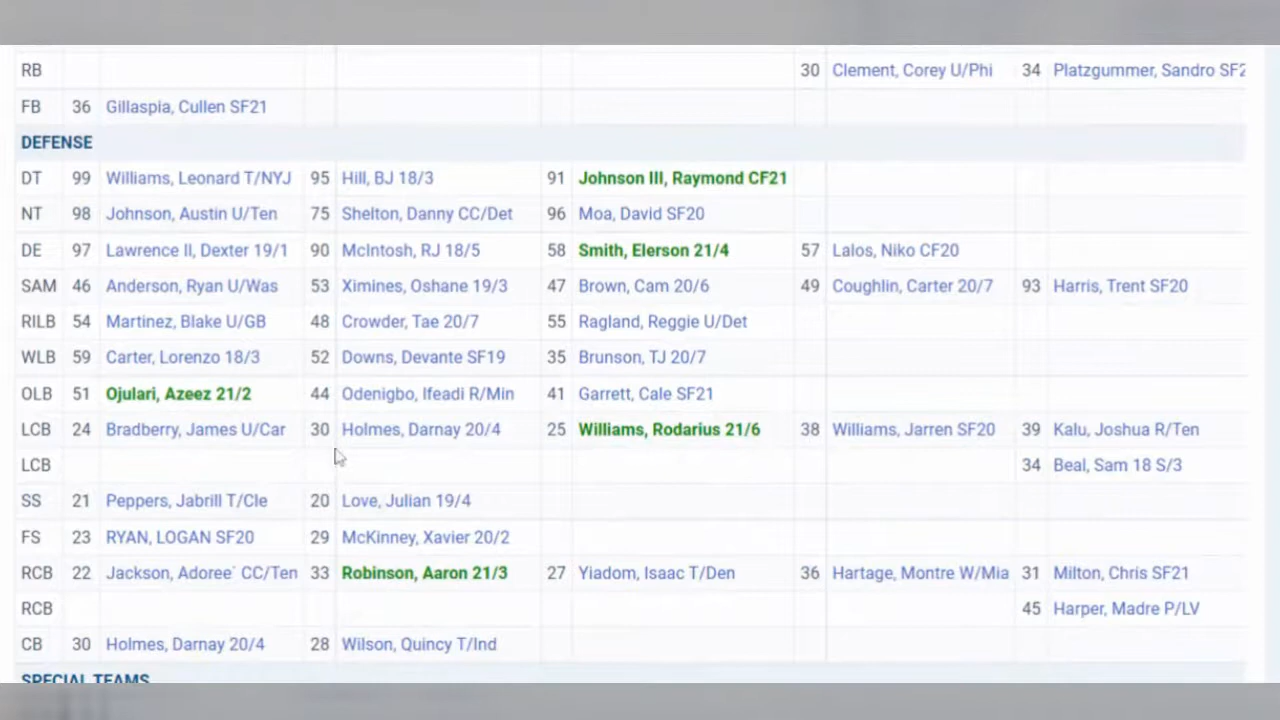 RB 30 Clement, Corey U/Phi 34 Platzgummer, Sandro SF2
FB 36 Gillaspia, Cullen SF21
DEFENSE
DT 99 Williams, Leonard T/NYJ 95 Hill, BJ 18/3 91 Johnson III, Raymond CF21
NT 98 Johnson, Austin U/Ten 75 Shelton, Danny CC/Det 96 Moa, David SF20
DE 97 Lawrence II, Dexter 19/1 90 McIntosh, RJ 18/5 58 Smith, Elerson 21/4 57 Lalos, Niko CF20
SAM 46 Anderson, Ryan U/Was 53 Ximines, Oshane 19/3 47 Brown, Cam 20/6 49 Coughlin, Carter 20/7 93 Harris, Trent SF20
RILB 54 Martinez, Blake U/GB 48 Crowder, Tae 20/7 55 Ragland, Reggie U/Det
WLB 59 Carter, Lorenzo 18/3 52 Downs, Devante SF19 35 Brunson, TJ 20/7
OLB 51 Ojulari, Azeez 21/2 44 Odenigbo, Ifeadi R/Min 41 Garrett, Cale SF21
LCB 24 Bradberry, James U/Car 30 Holmes, Darnay 20/4 25 Williams, Rodarius 21/6 38 Williams, Jarren SF20 39 Kalu, Joshua R/Ten
LCB 34 Beal, Sam 18 S/3
SS 21 Peppers, Jabrill T/Cle 20 Love, Julian 19/4
FS 23 RYAN, LOGAN SF20 29 McKinney, Xavier 20/2
RCB 22 Jackson, Adoree` CC/Ten 33 Robinson, Aaron 21/3 27 Yiadom, Isaac T/Den 36 Hartage, Montre W/Mia 31 Milton, Chris SF21
RCB 45 Harper, Madre P/LV
CB 30 Holmes, Darnay 20/4 28 Wilson, Quincy T/Ind
SPECIAL TEAMS